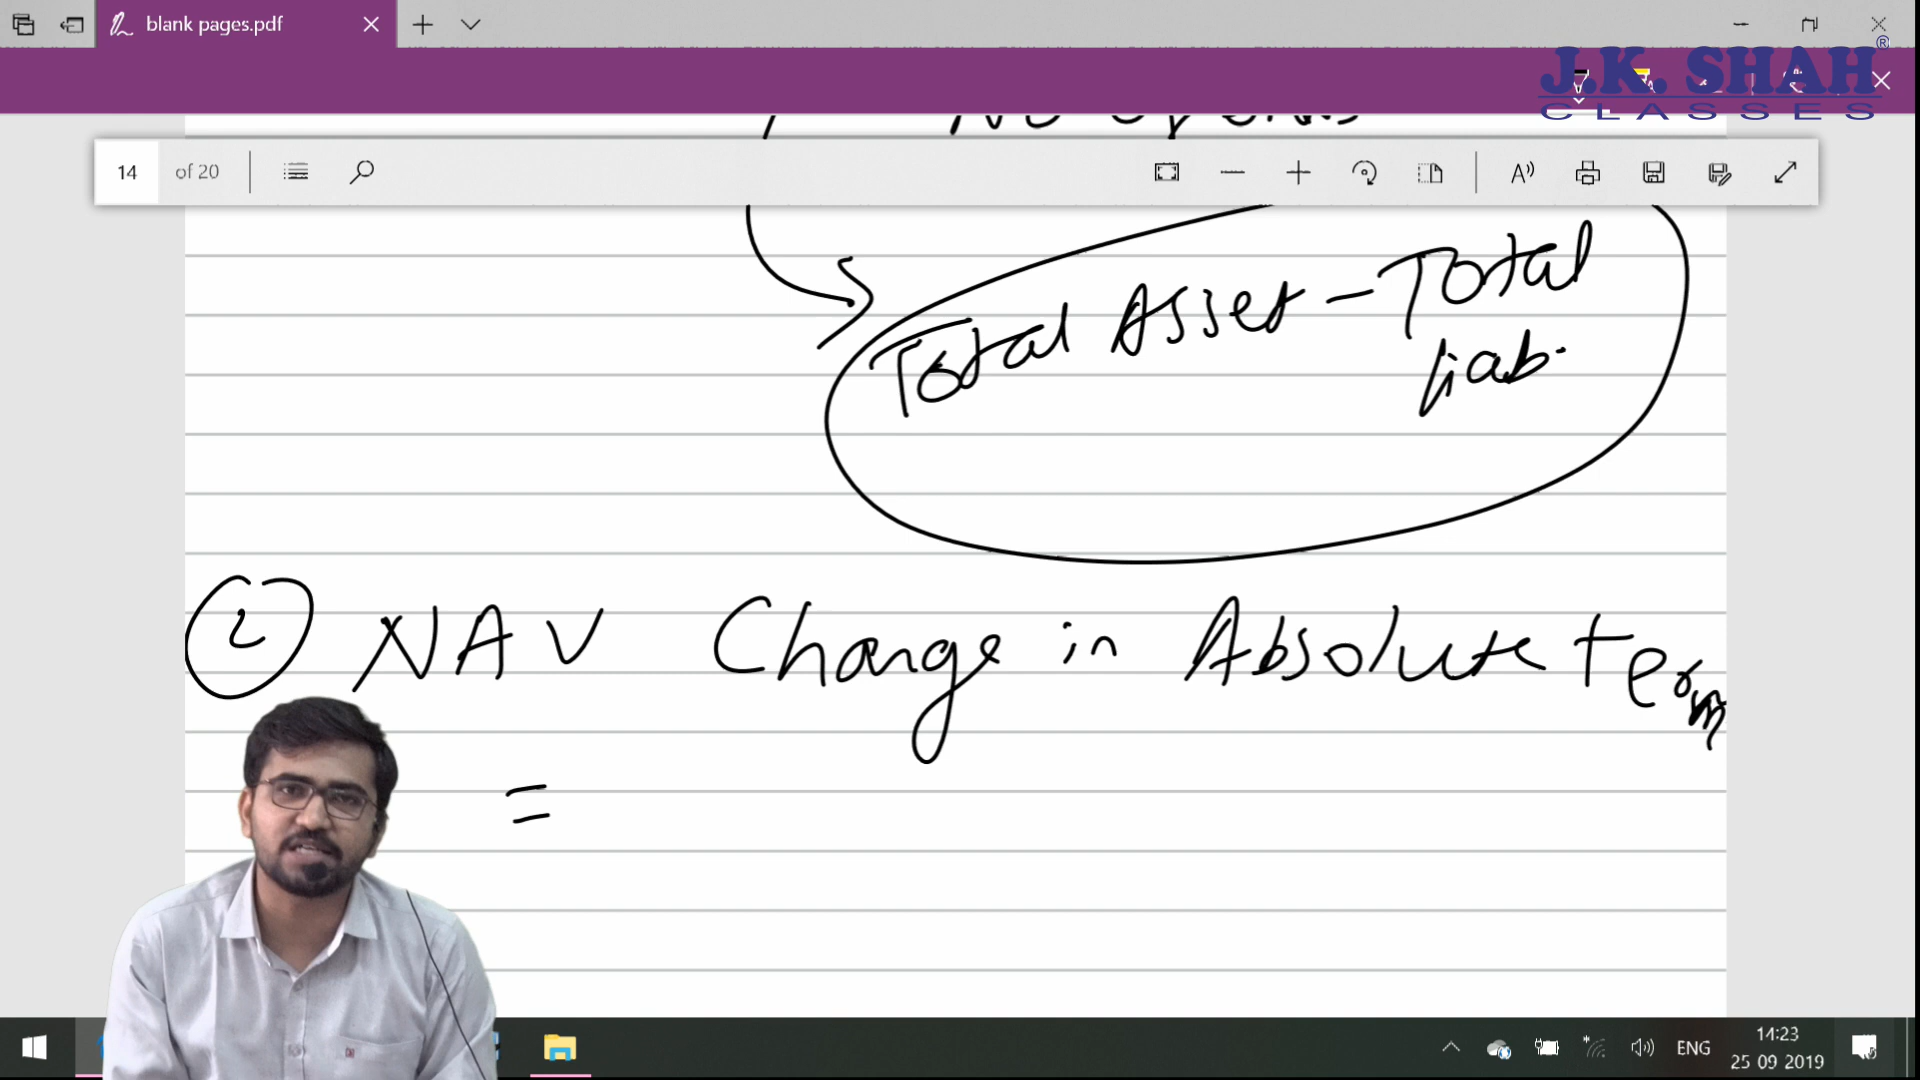 blank pages.pdf
J.K. SHAH®
CLASSES
14 of 20
Total Asset - Total
liab.
2 NAV Change in Absolute term
=
ENG
14:23
25 09 2019